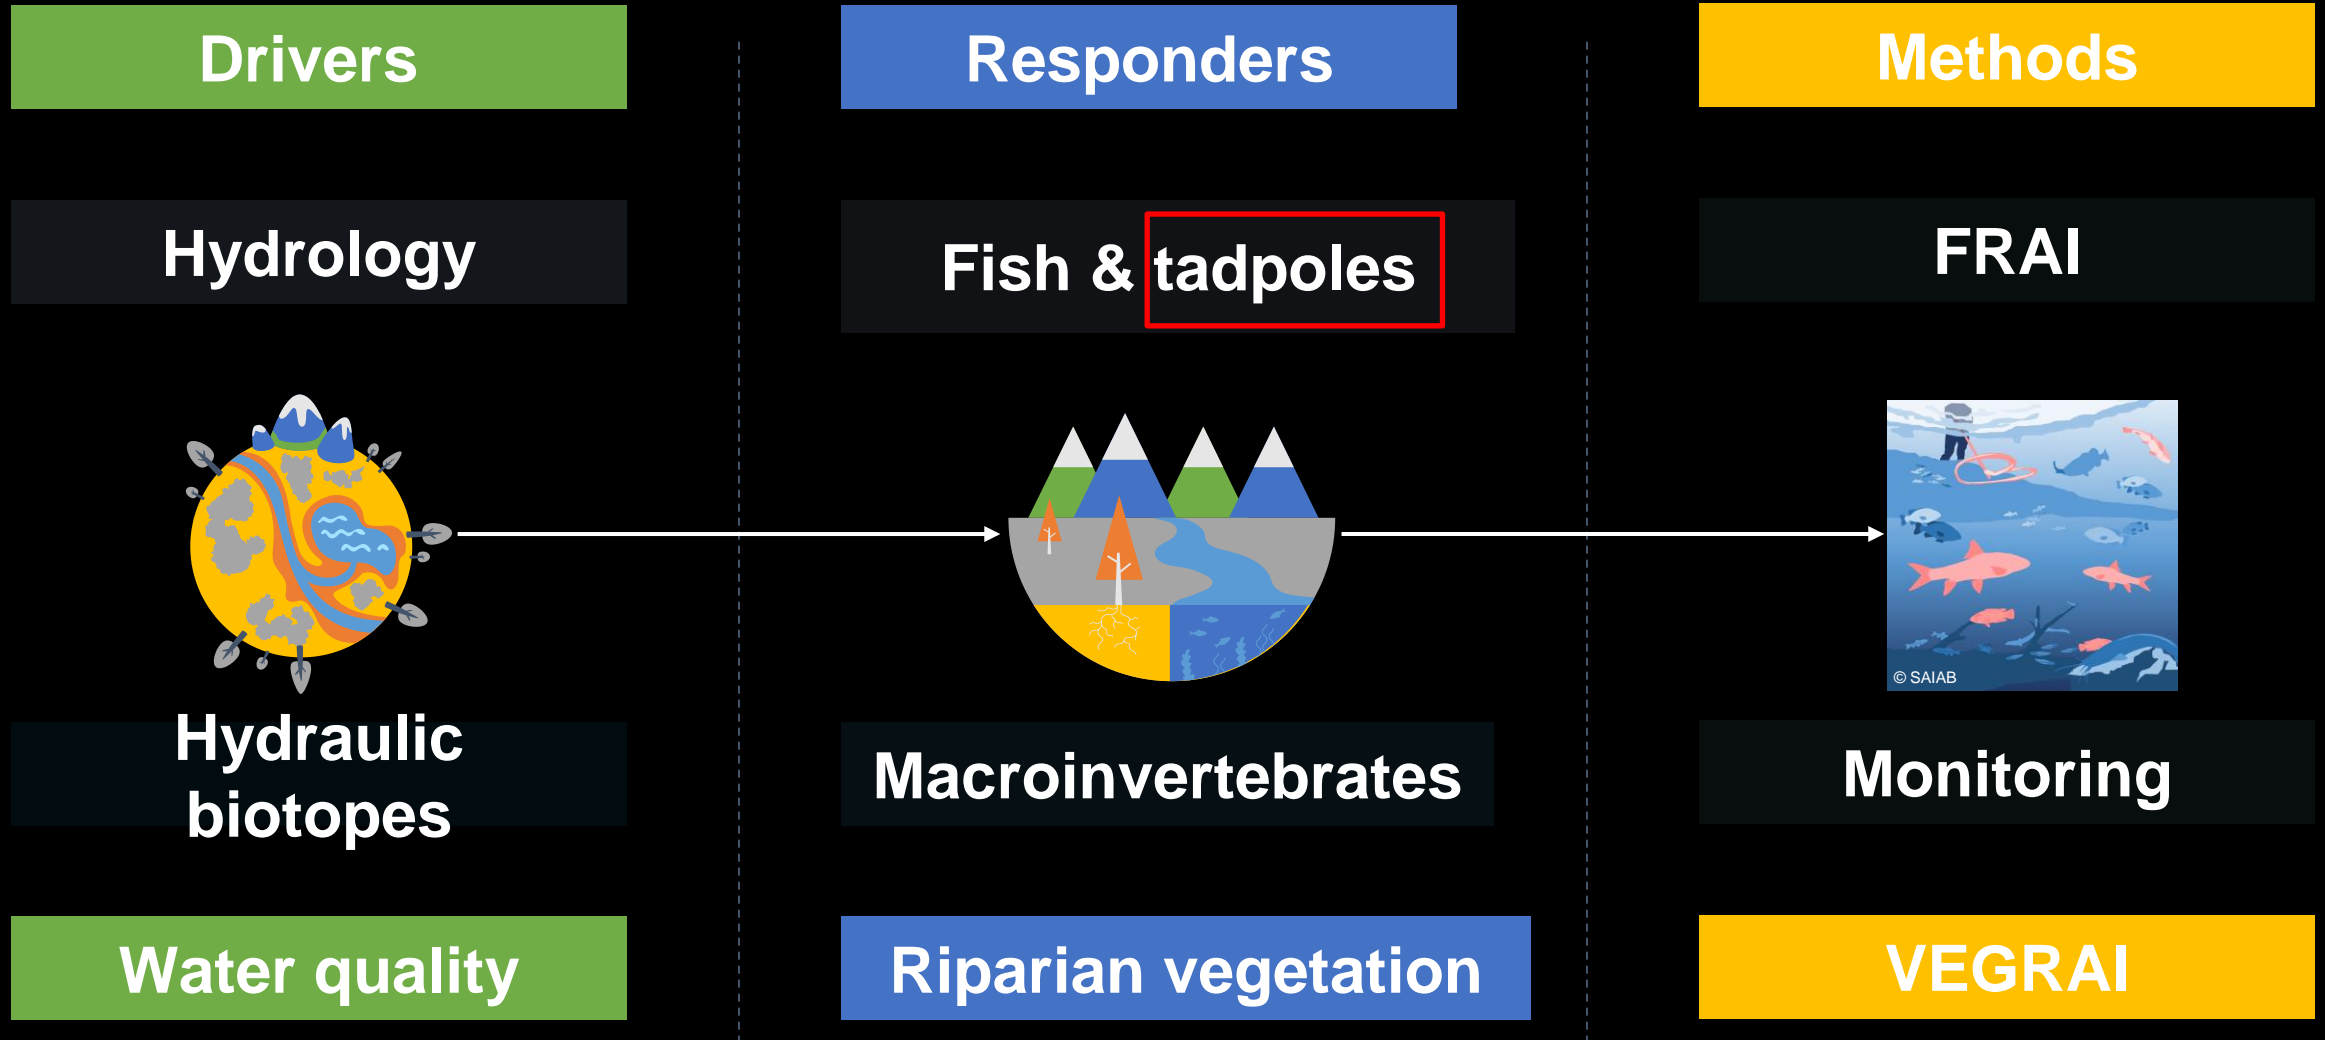 Drivers
Responders
Methods
Hydrology
Fish & tadpoles
FRAI
© SAIAB
Hydraulic
biotopes
Macroinvertebrates
Monitoring
Water quality
Riparian vegetation
VEGRAI